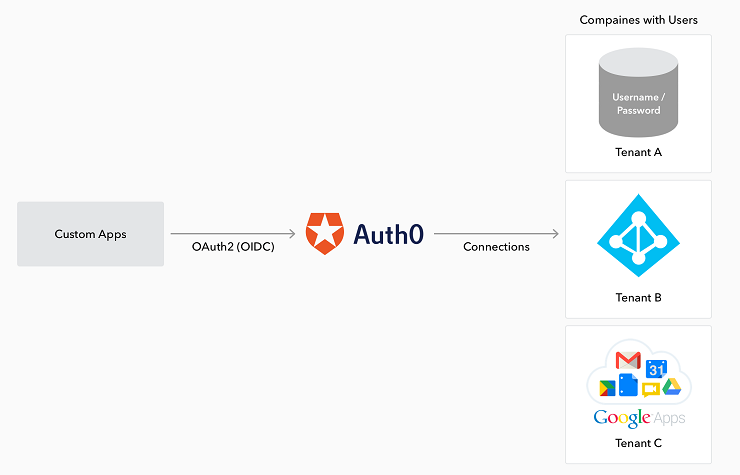 Compaines with Users
Username /
Password
Tenant A
Custom Apps
OAuth2 (OIDC)
Auth0
Connections
Tenant B
31
Google Apps
Tenant C